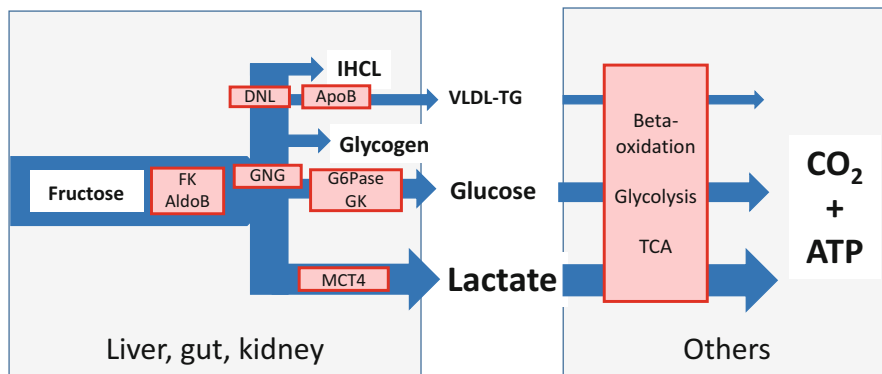 IHCL
DNL
ApoB
VLDL-TG
Glycogen
Fructose
FK
AldoB
GNG
G6Pase
GK
Glucose
MCT4
Lactate
Liver, gut, kidney
Beta-
oxidation
Glycolysis
TCA
CO₂
+
ATP
Others